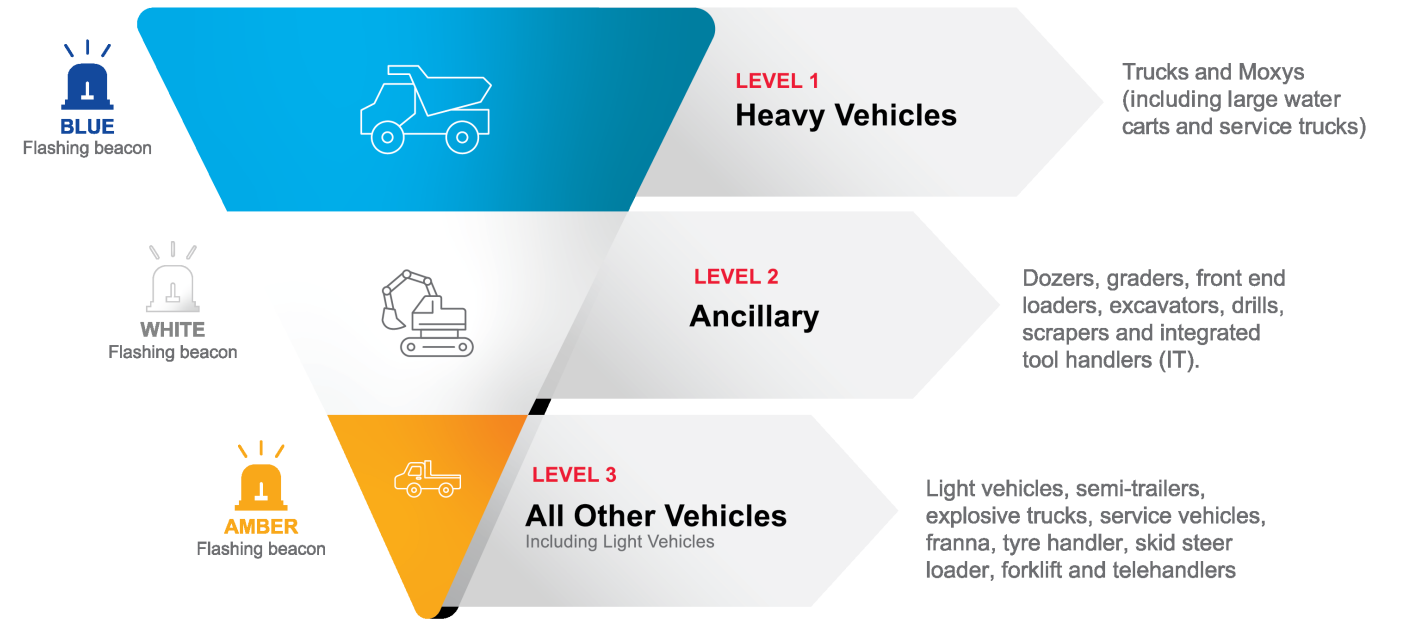 BLUE
Flashing beacon
LEVEL 1
Heavy Vehicles
Trucks and Moxys
(including large water
carts and service trucks)
WHITE
Flashing beacon
LEVEL 2
Ancillary
Dozers, graders, front end
loaders, excavators, drills,
scrapers and integrated
tool handlers (IT).
AMBER
Flashing beacon
LEVEL 3
All Other Vehicles
Including Light Vehicles
Light vehicles, semi-trailers,
explosive trucks, service vehicles,
franna, tyre handler, skid steer
loader, forklift and telehandlers